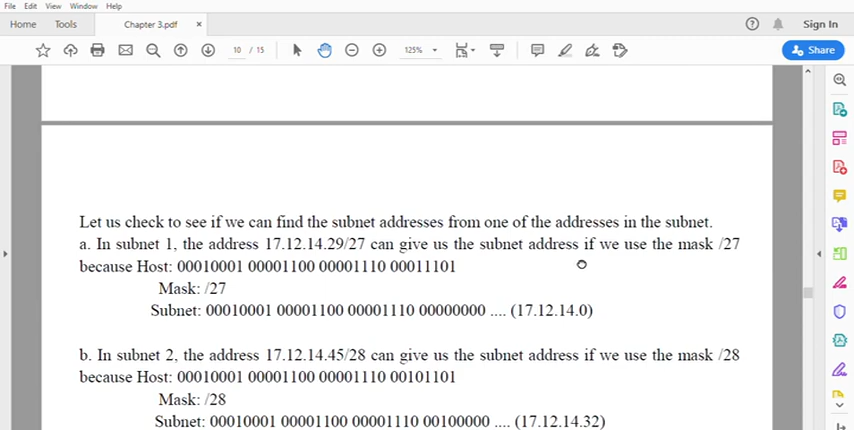 File Edit View Window Help
Home Tools Chapter 3.pdf × Sign In
10 / 15 125% Share
Let us check to see if we can find the subnet addresses from one of the addresses in the subnet.
a. In subnet 1, the address 17.12.14.29/27 can give us the subnet address if we use the mask /27
because Host: 00010001 00001100 00001110 00011101
Mask: /27
Subnet: 00010001 00001100 00001110 00000000 .... (17.12.14.0)
b. In subnet 2, the address 17.12.14.45/28 can give us the subnet address if we use the mask /28
because Host: 00010001 00001100 00001110 00101101
Mask: /28
Subnet: 00010001 00001100 00001110 00100000 .... (17.12.14.32)